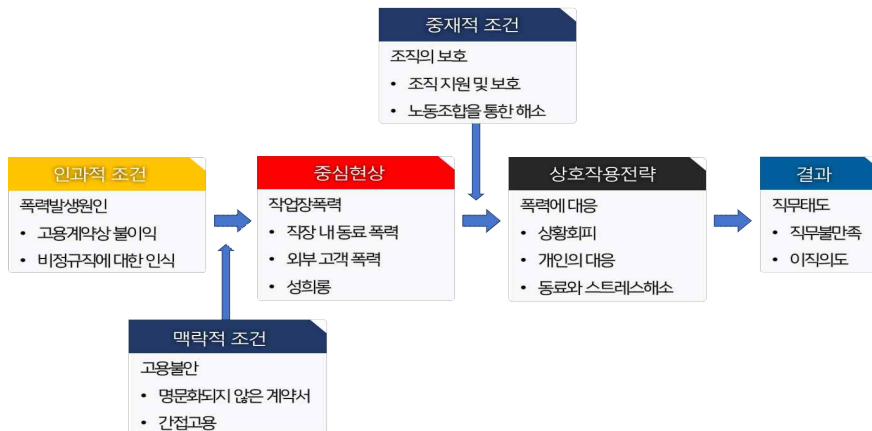 중재적 조건
조직의 보호
• 조직 지원 및 보호
• 노동조합을 통한 해소
인과적 조건
폭력발생원인
• 고용계약상 불이익
• 비정규직에 대한 인식
중심현상
작업장폭력
• 직장 내 동료 폭력
• 외부 고객 폭력
• 성희롱
상호작용전략
폭력에 대응
• 상황회피
• 개인의 대응
• 동료와 스트레스해소
결과
직무태도
• 직무불만족
• 이직의도
맥락적 조건
고용불안
• 명문화되지 않은 계약서
• 간접고용